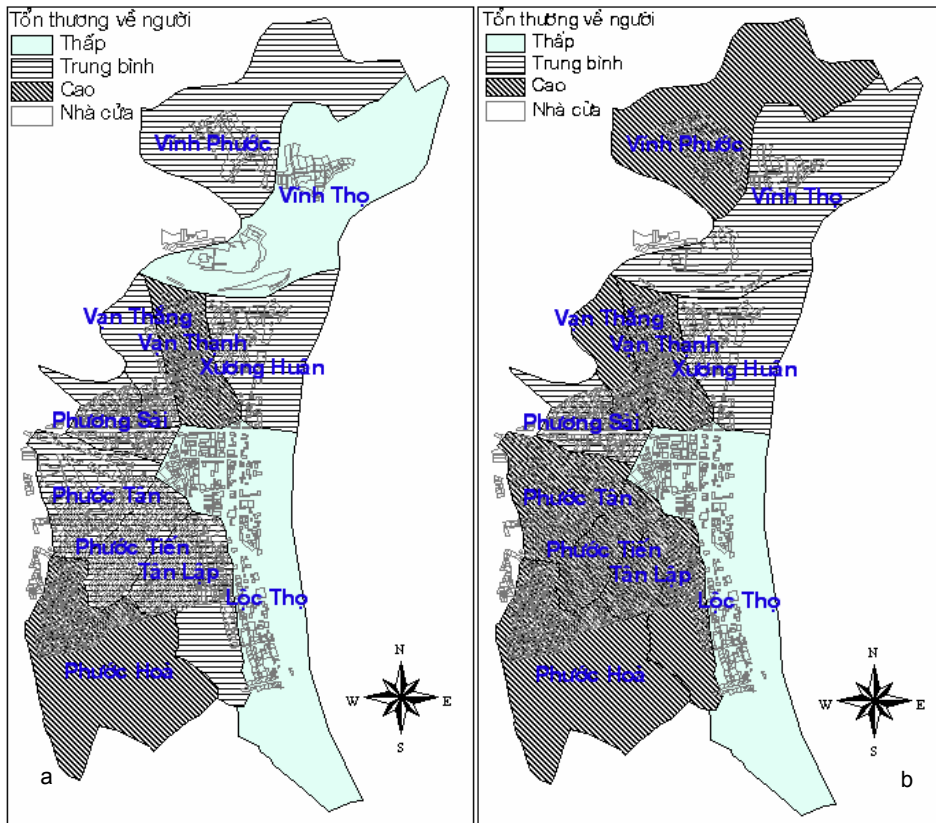 Tổn thương về người
Thấp
Trung bình
Cao
Nhà cửa
Vĩnh Phước
Vĩnh Thọ
Vạn Thắng
Vạn Thạnh
Xương Huân
Phương Sài
Phước Tân
Phước Tiến
Tân Lập
Lộc Thọ
Phước Hoà
N
W E
S
a
Tổn thương về người
Thấp
Trung bình
Cao
Nhà cửa
Vĩnh Phước
Vĩnh Thọ
Vạn Thắng
Vạn Thạnh
Xương Huân
Phương Sài
Phước Tân
Phước Tiến
Tân Lập
Lộc Thọ
Phước Hoà
N
W E
S
b